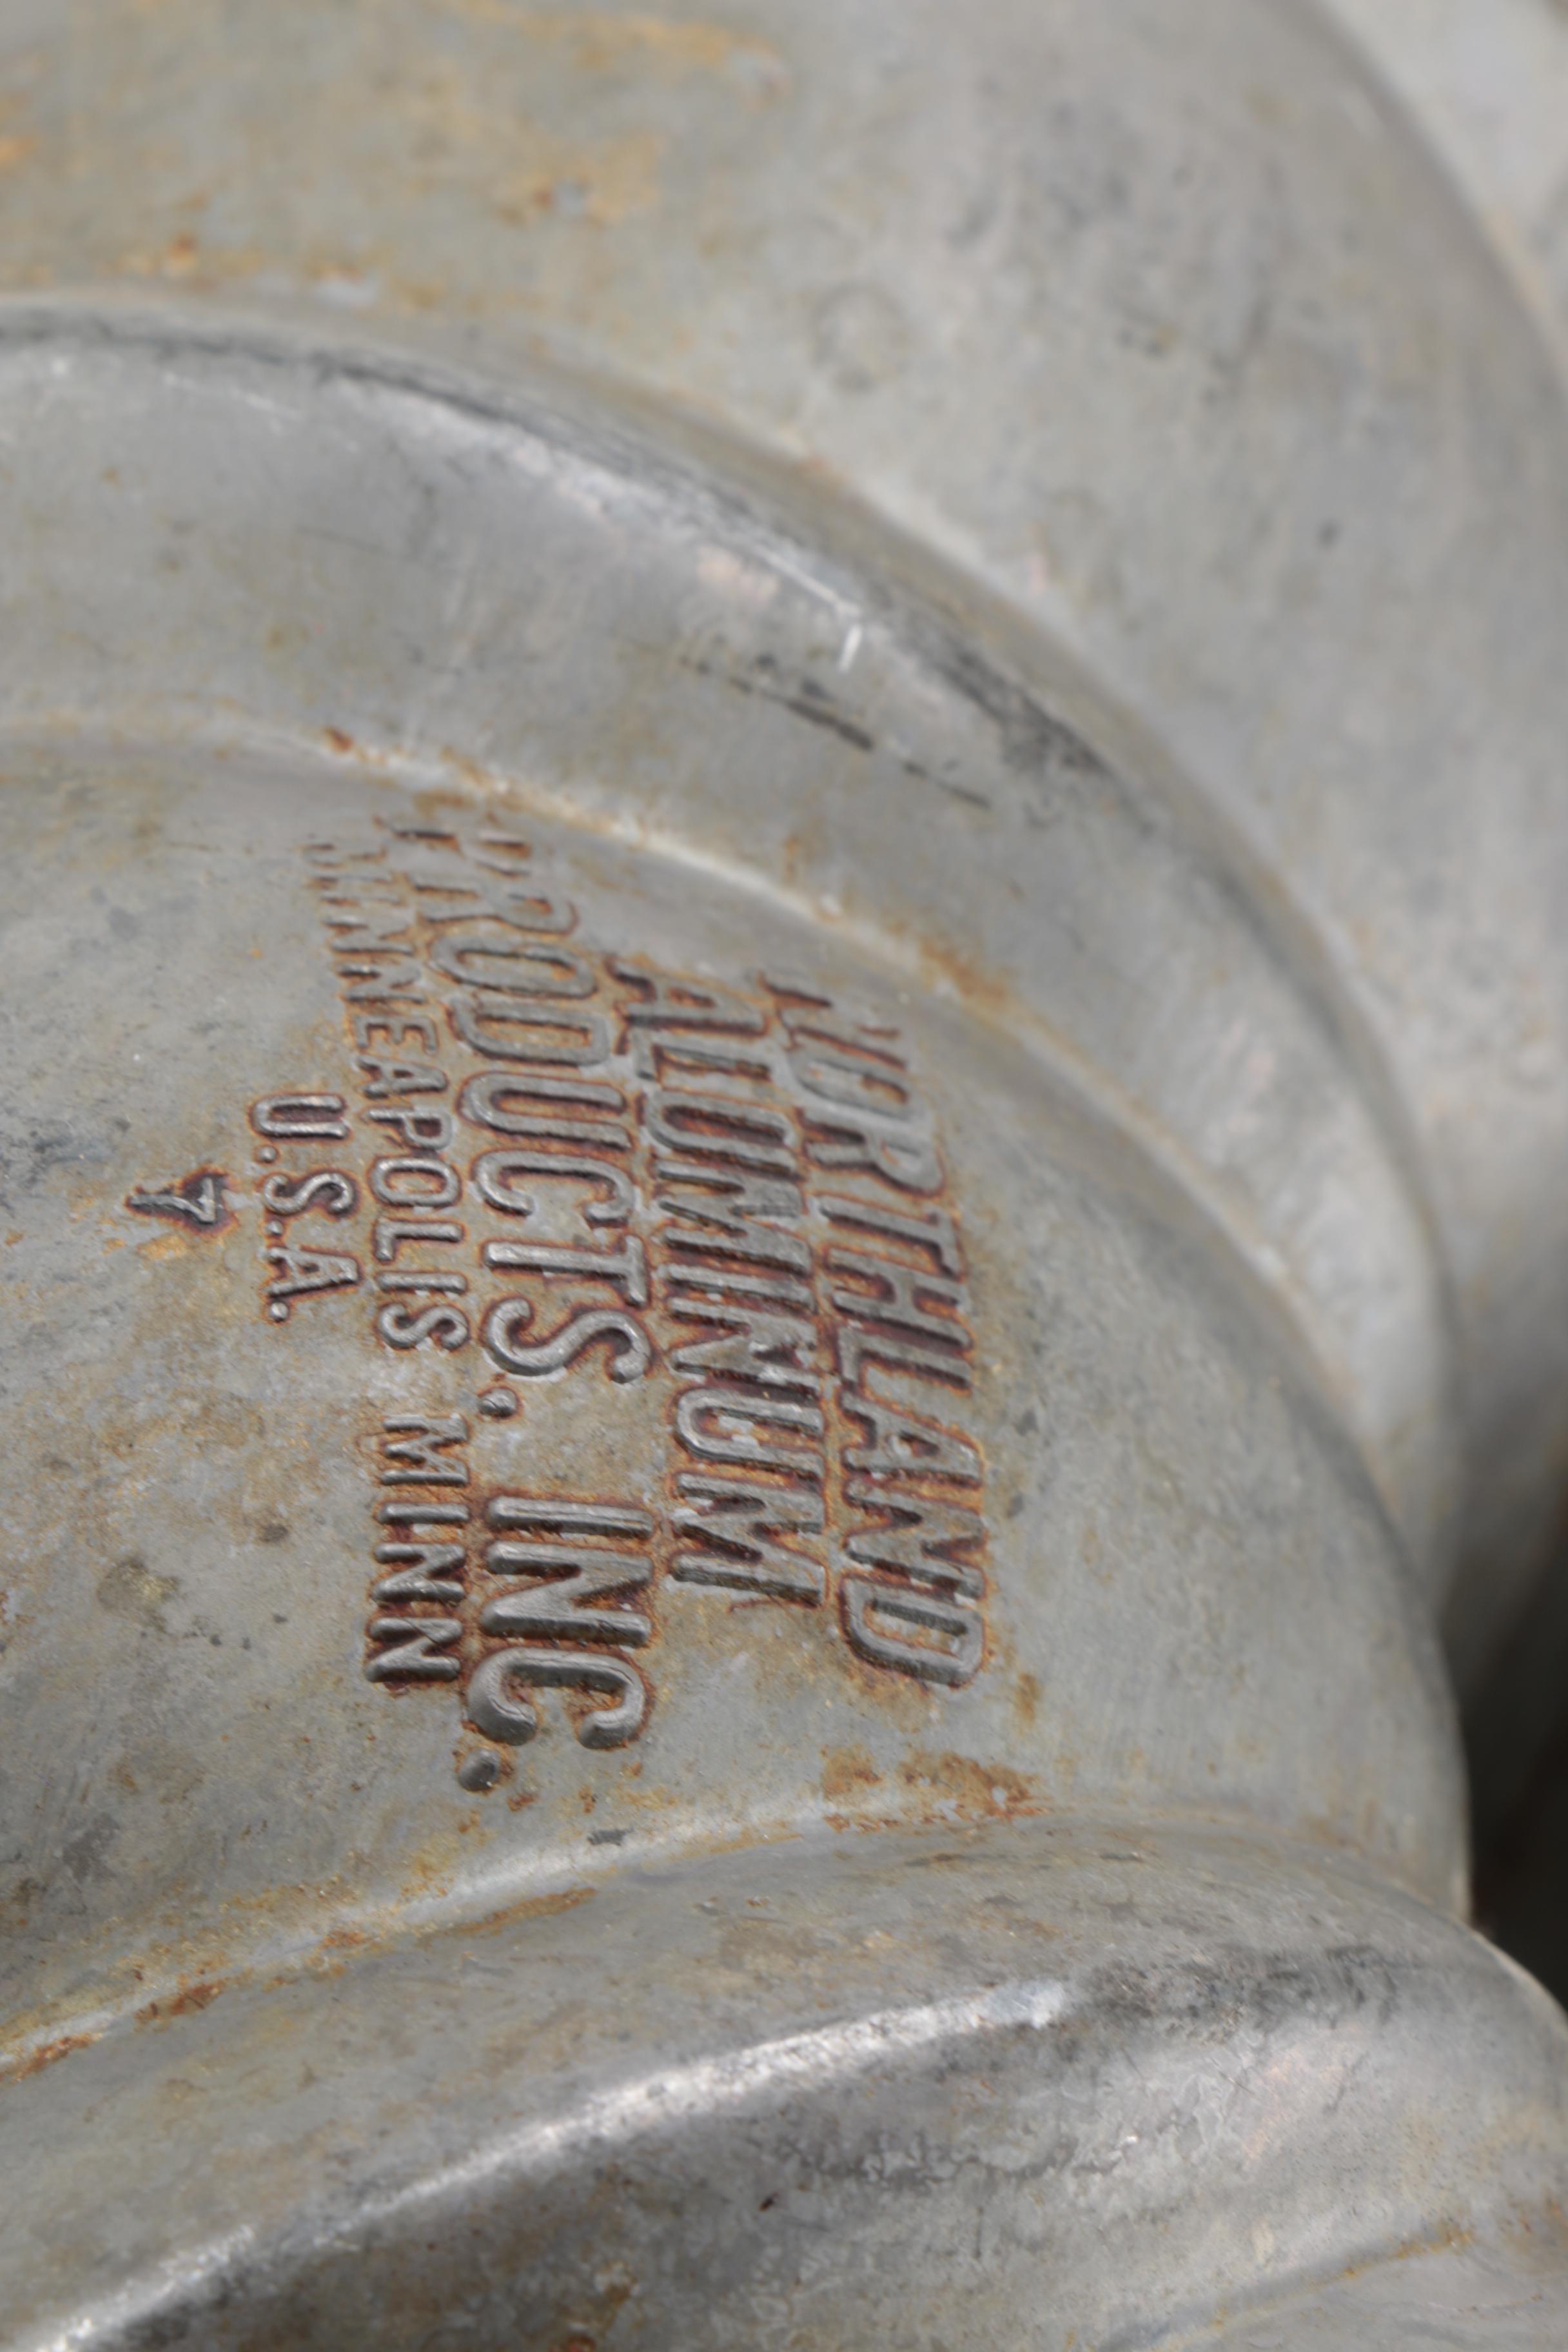 NORTHLAND
ALUMINUM
PRODUCTS, INC.
MINNEAPOLIS MINN
U.S.A.
7